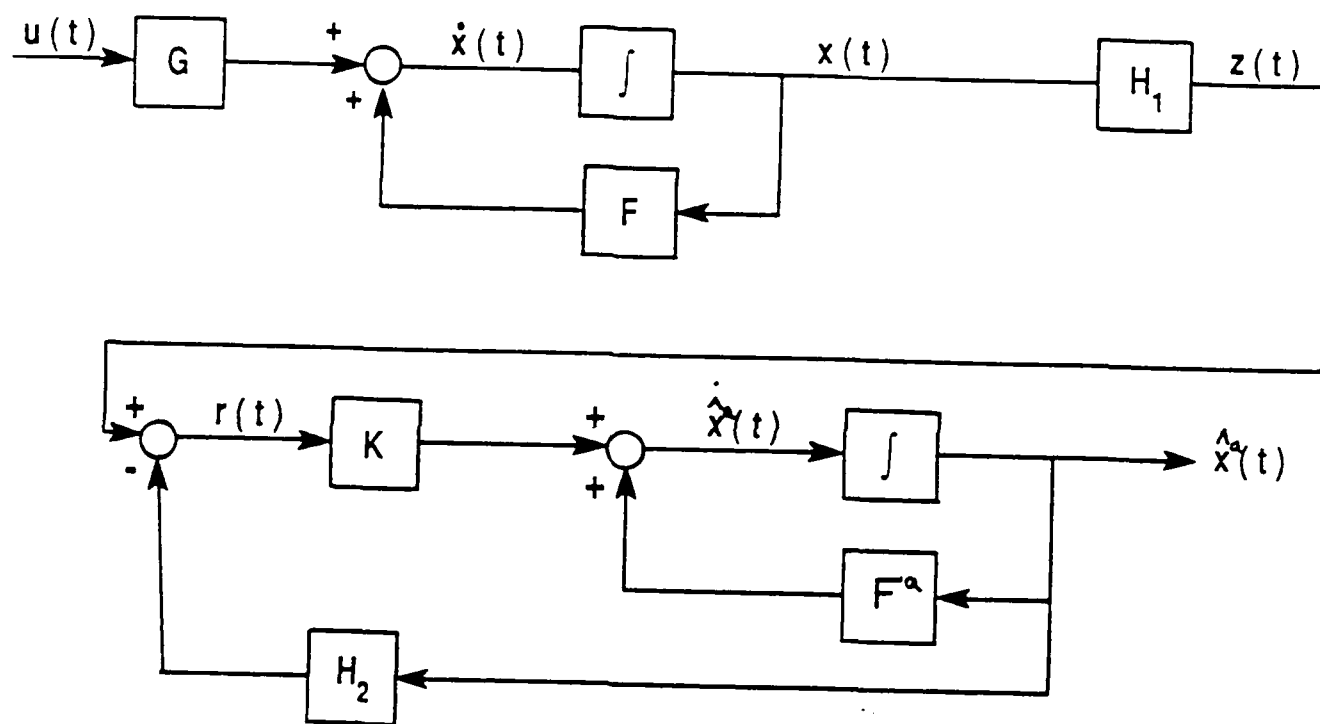 u(t)
G
+
+
ẋ(t)
∫
x(t)
H₁
z(t)
F
+
-
r(t)
K
+
+
x̂̇ᵃ(t)
∫
x̂ᵃ(t)
Fᵃ
H₂